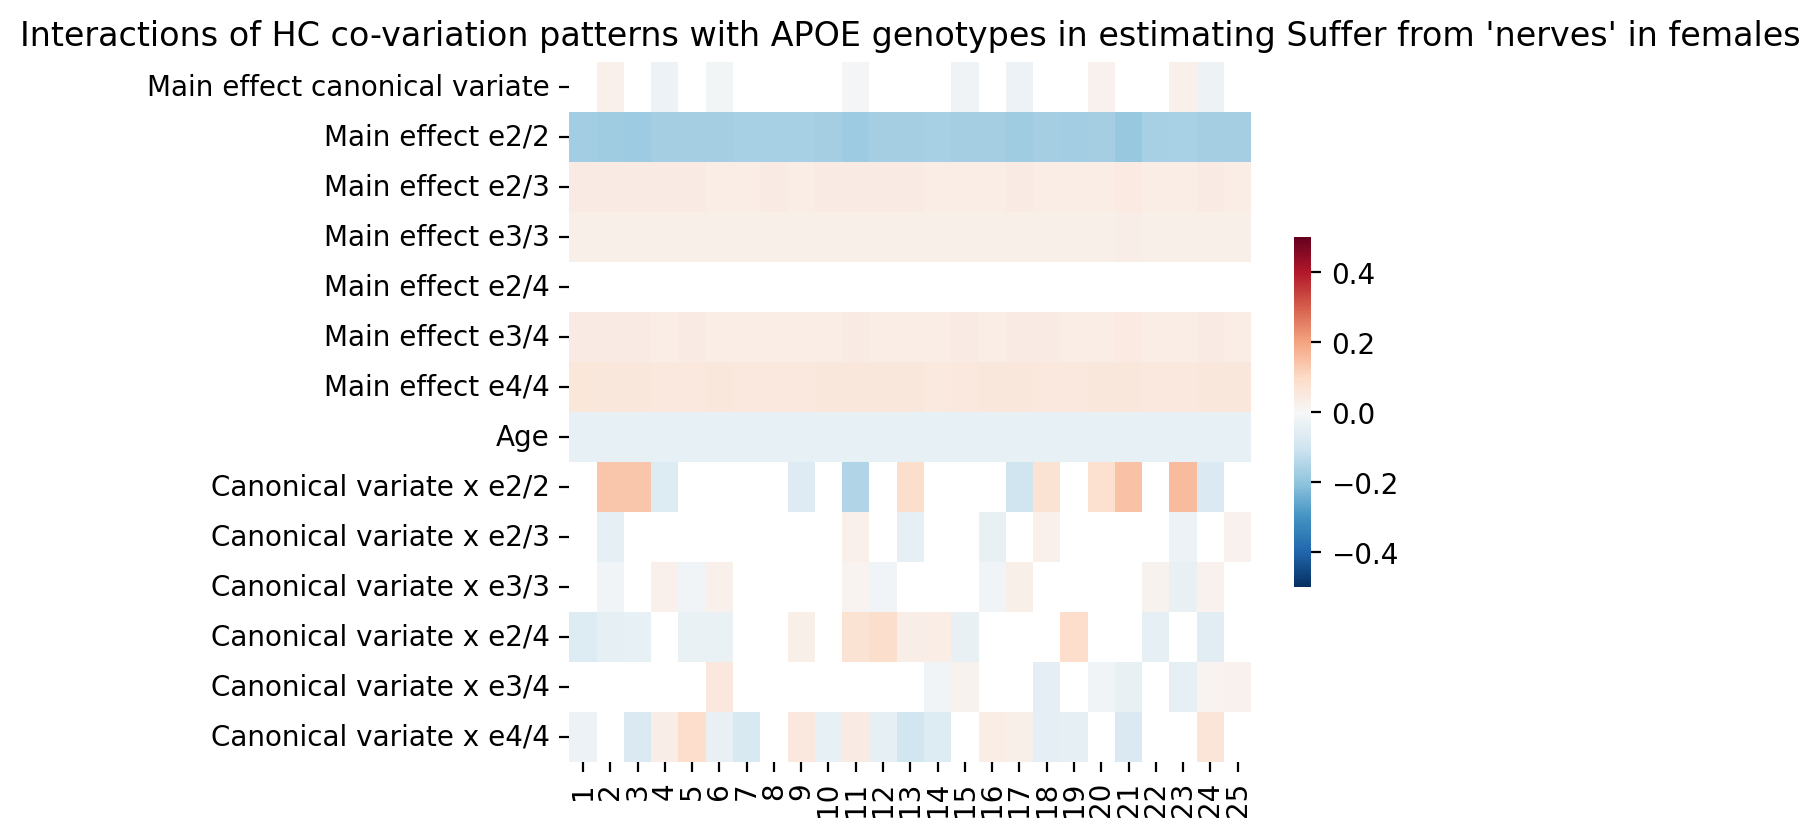 Interactions of HC co-variation patterns with APOE genotypes in estimating Suffer from 'nerves' in females
Main effect canonical variate
Main effect e2/2
Main effect e2/3
Main effect e3/3
Main effect e2/4
Main effect e3/4
Main effect e4/4
Age
Canonical variate x e2/2
Canonical variate x e2/3
Canonical variate x e3/3
Canonical variate x e2/4
Canonical variate x e3/4
Canonical variate x e4/4
1 2 3 4 5 6 7 8 9 10 11 12 13 14 15 16 17 18 19 20 21 22 23 24 25
0.4
0.2
0.0
−0.2
−0.4